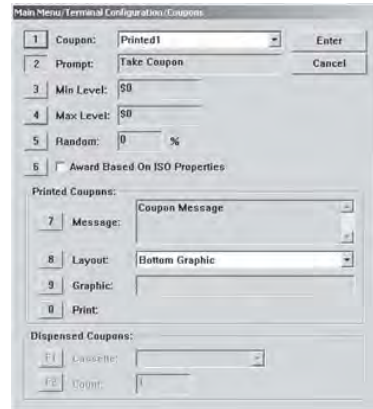 Main Menu/Terminal Configuration/Coupons
1 Coupon: Printed1 Enter
2 Prompt: Take Coupon Cancel
3 Min Level: $0
4 Max Level: $0
5 Random: 0 %
6 Award Based On ISO Properties
Printed Coupons:
7 Message: Coupon Message
8 Layout: Bottom Graphic
9 Graphic:
0 Print:
Dispensed Coupons:
F1 Cassette:
F2 Count: 1